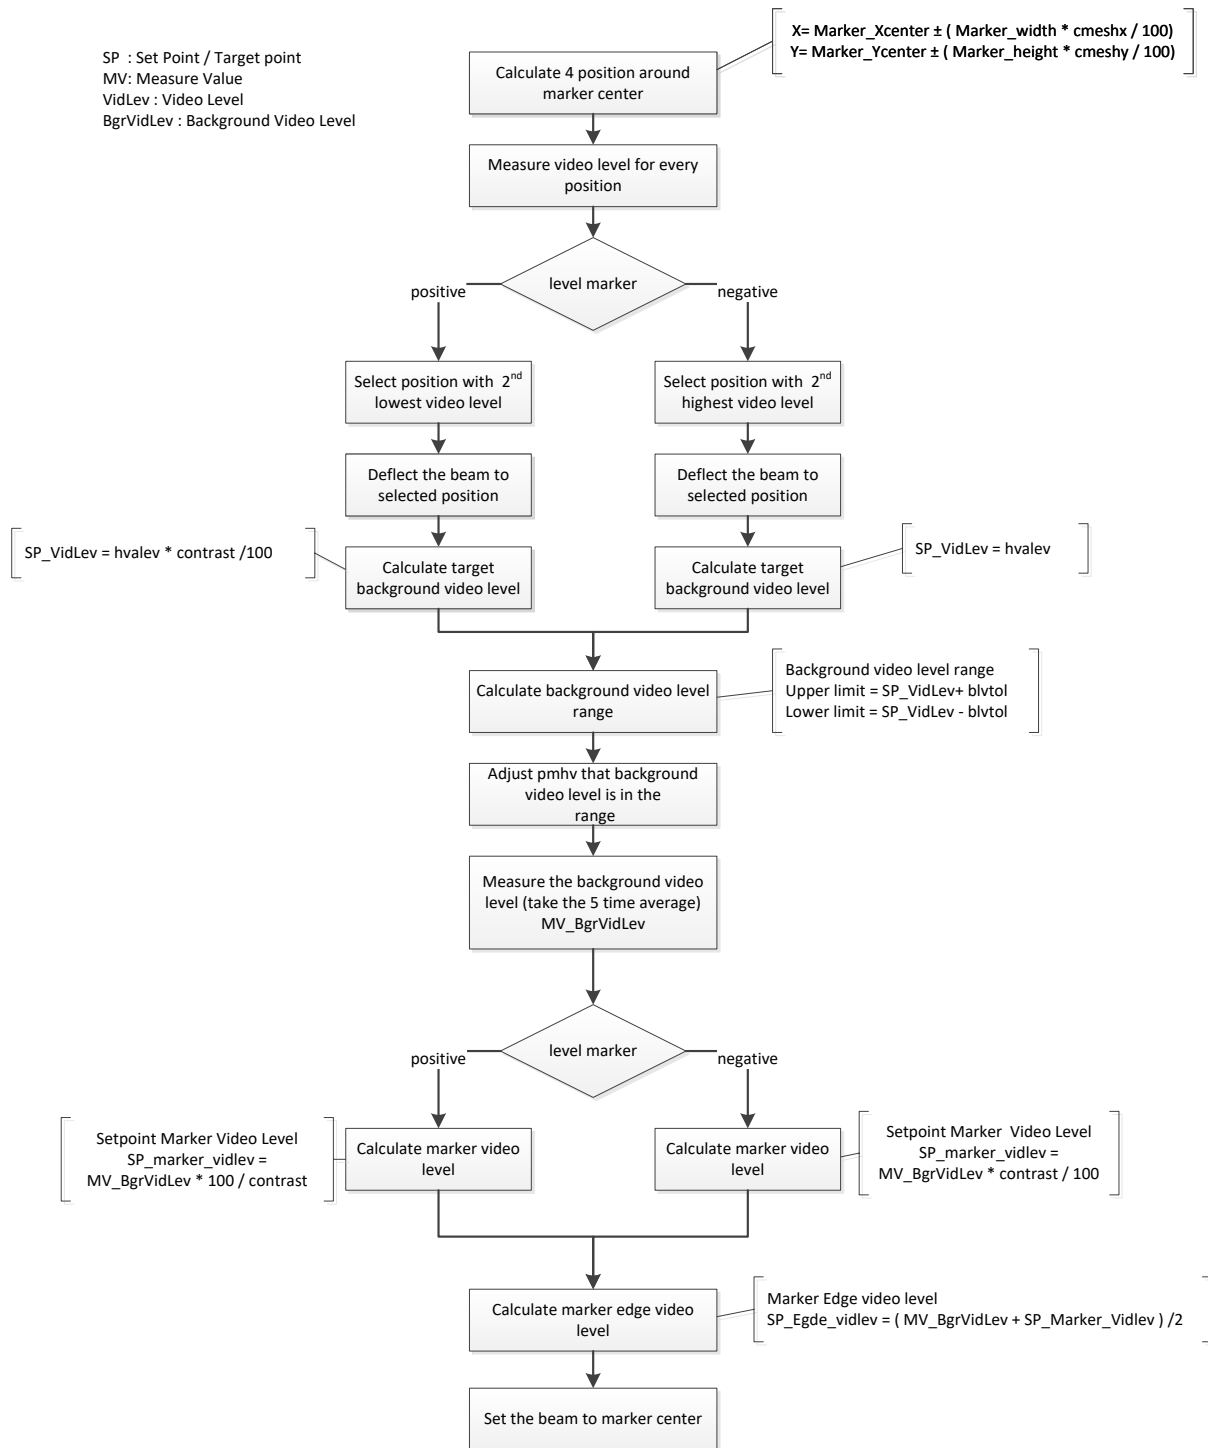 X= Marker_Xcenter ± ( Marker_width * cmeshx / 100)
Y= Marker_Ycenter ± ( Marker_height * cmeshy / 100)
SP : Set Point / Target point
MV: Measure Value
VidLev : Video Level
BgrVidLev : Background Video Level
Calculate 4 position around
marker center
Measure video level for every
position
level marker
positive
negative
Select position with 2nd
lowest video level
Select position with 2nd
highest video level
Deflect the beam to
selected position
Deflect the beam to
selected position
SP_VidLev = hvalev * contrast /100
Calculate target
background video level
Calculate target
background video level
SP_VidLev = hvalev
Calculate background video level
range
Background video level range
Upper limit = SP_VidLev+ blvtol
Lower limit = SP_VidLev - blvtol
Adjust pmhv that background
video level is in the
range
Measure the background video
level (take the 5 time average)
MV_BgrVidLev
level marker
positive
negative
Setpoint Marker Video Level
SP_marker_vidlev =
MV_BgrVidLev * 100 / contrast
Calculate marker video
level
Calculate marker video
level
Setpoint Marker Video Level
SP_marker_vidlev =
MV_BgrVidLev * contrast / 100
Calculate marker edge video
level
Marker Edge video level
SP_Egde_vidlev = ( MV_BgrVidLev + SP_Marker_Vidlev ) /2
Set the beam to marker center